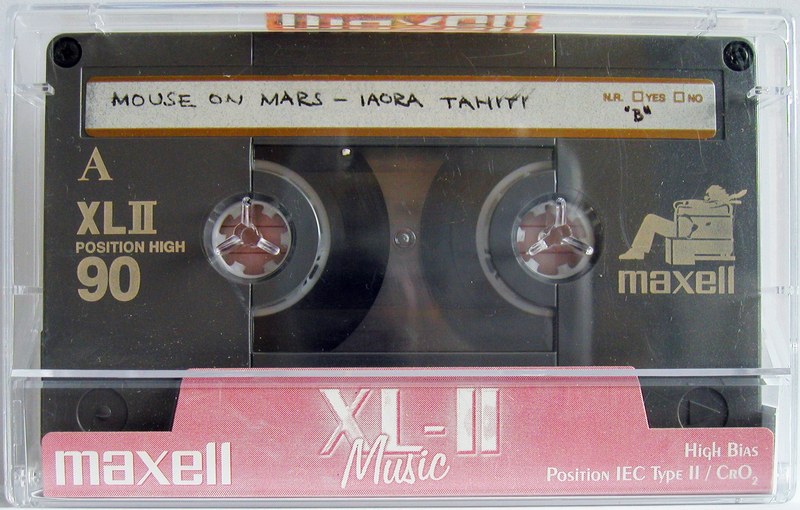 maxell
MOUSE ON MARS – IAORA TAHITI
N.R. ☐ YES ☐ NO
"B"
A
XLII
POSITION HIGH
90
maxell
XL-II
Music
maxell
High Bias
Position IEC Type II / CrO₂